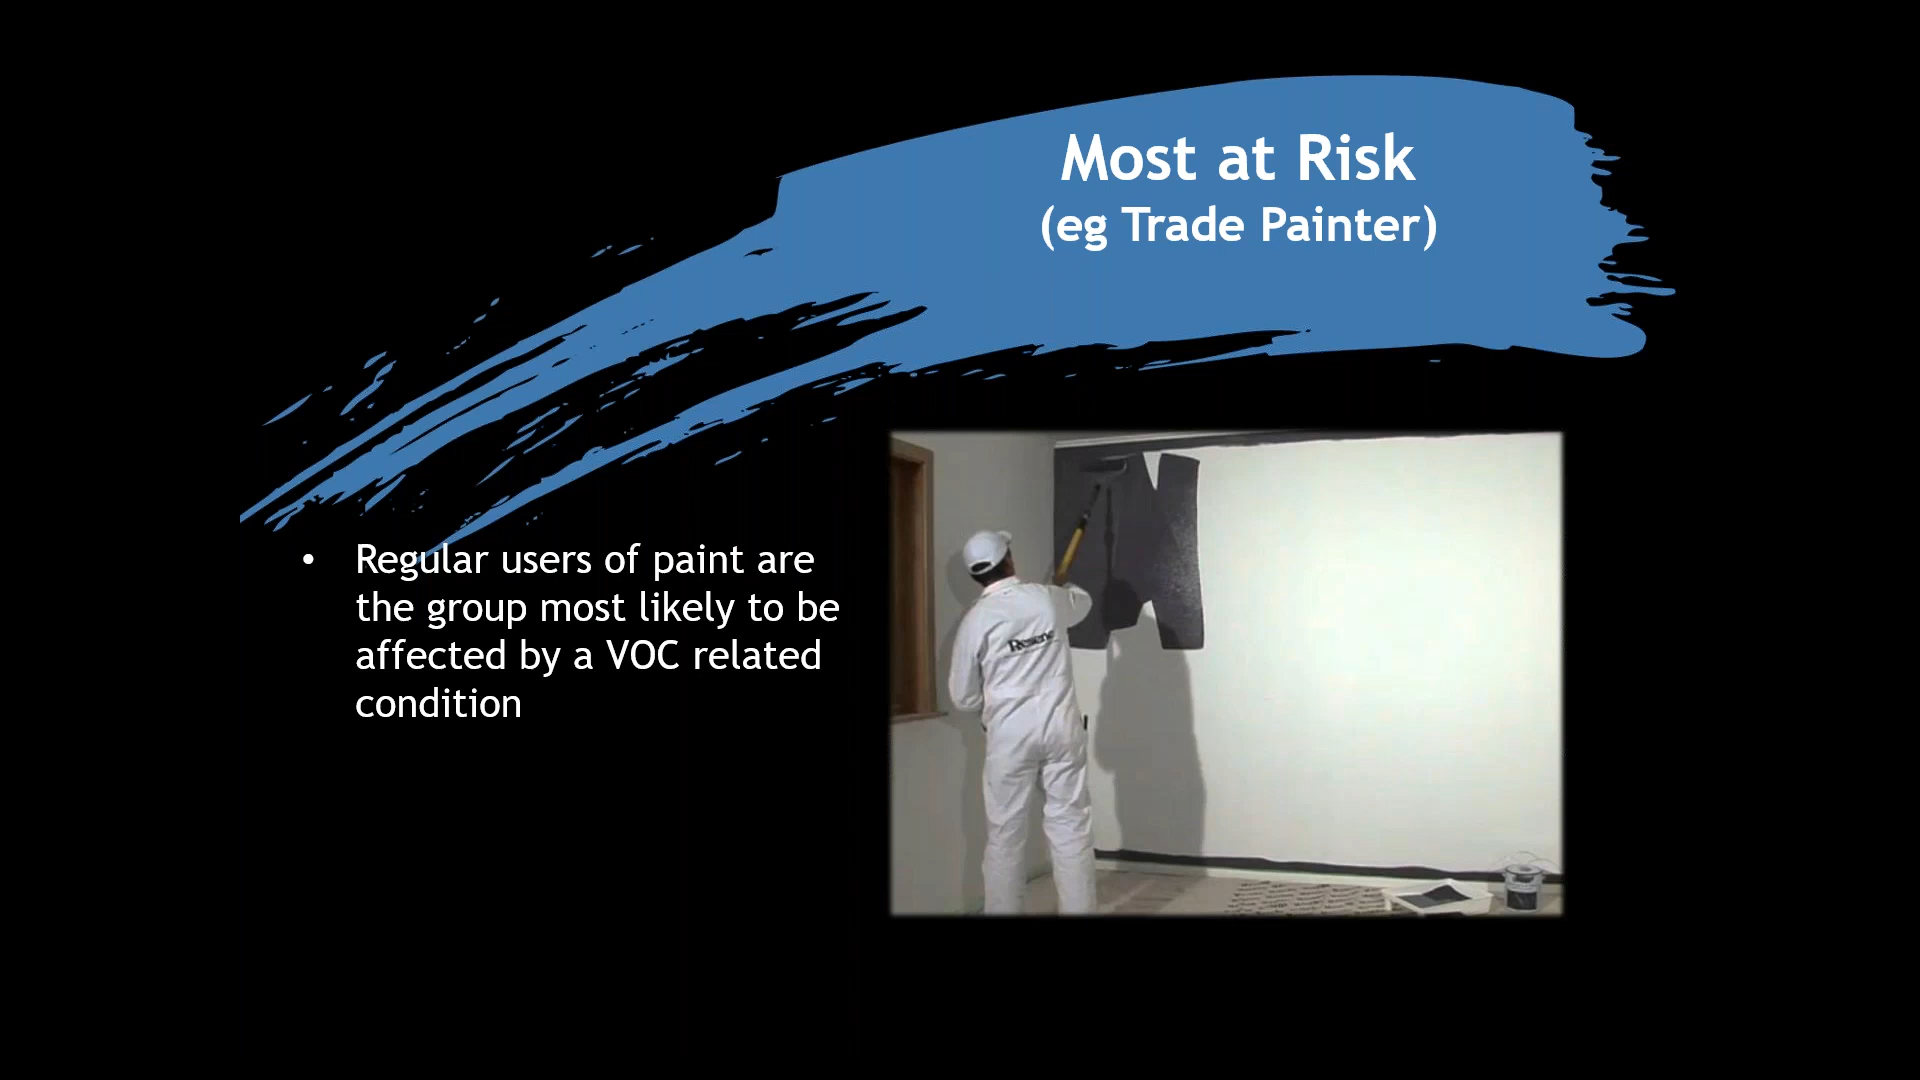 Most at Risk
(eg Trade Painter)
• Regular users of paint are
the group most likely to be
affected by a VOC related
condition
Resene